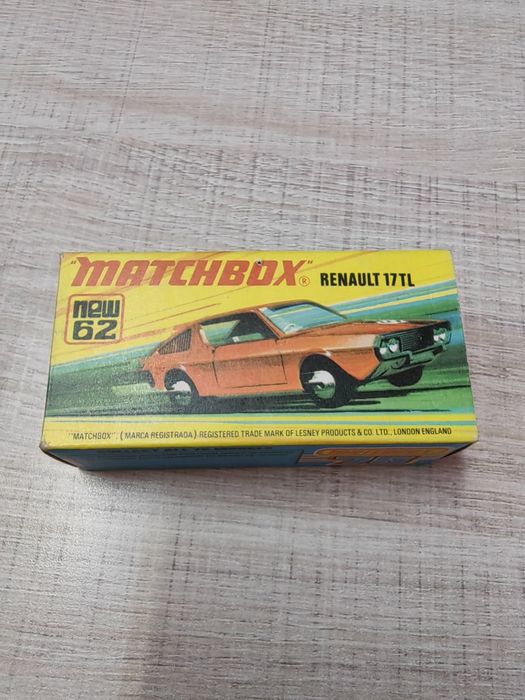 "MATCHBOX"® RENAULT 17TL
new
62
"MATCHBOX", (MARCA REGISTRADA) REGISTERED TRADE MARK OF LESNEY PRODUCTS & CO. LTD., LONDON ENGLAND